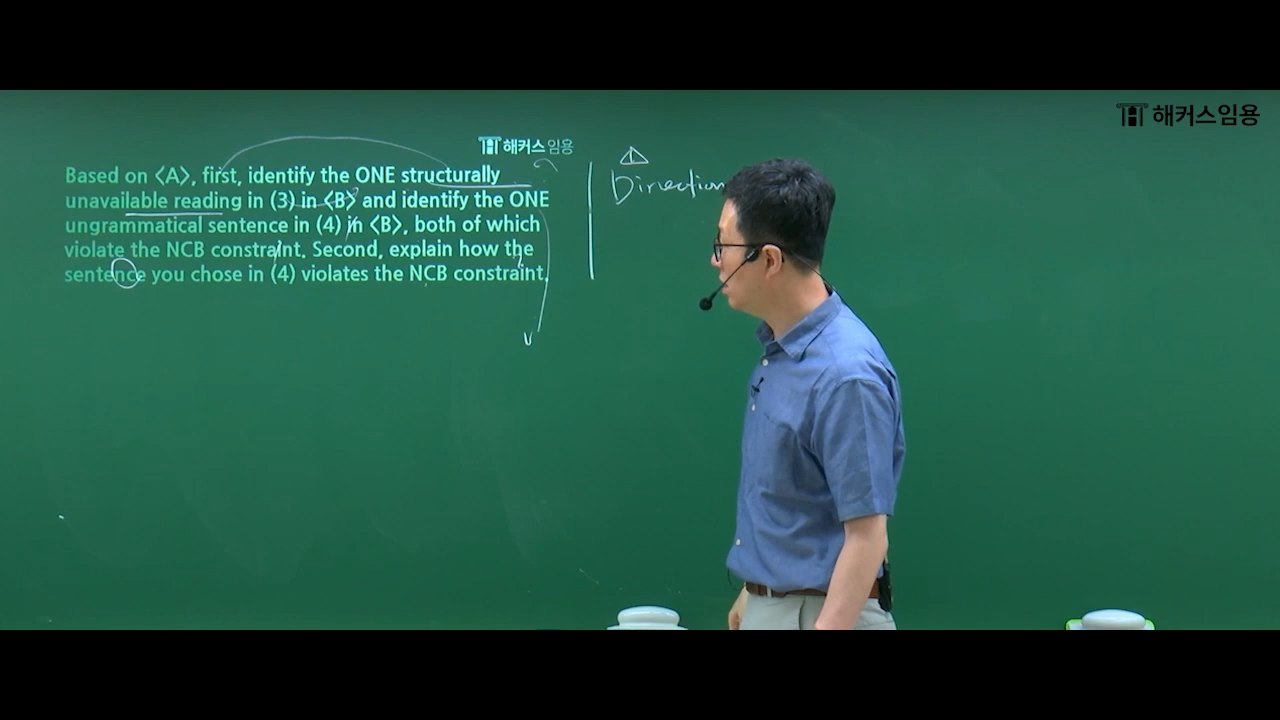 해커스임용
해커스임용
Based on 〈A〉, first, identify the ONE structurally
unavailable reading in (3) in 〈B〉 and identify the ONE
ungrammatical sentence in (4) in 〈B〉, both of which
violate the NCB constraint. Second, explain how the
sentence you chose in (4) violates the NCB constraint.
Direction